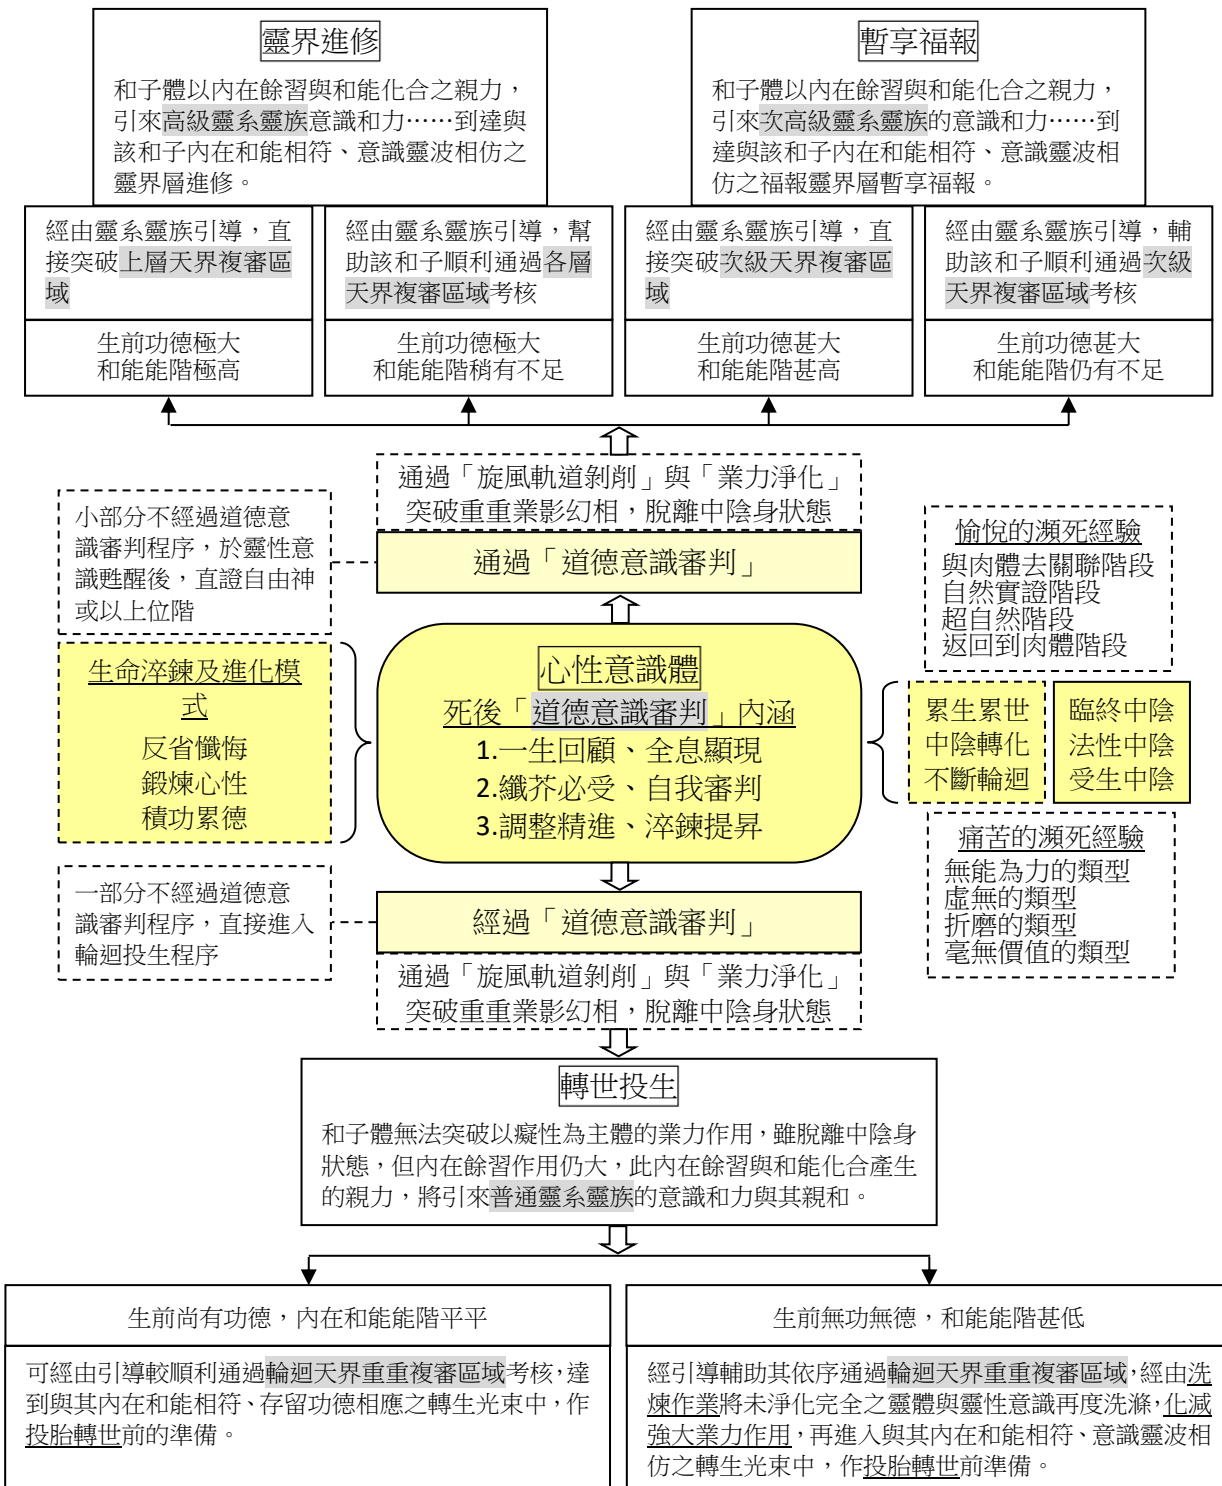 靈界進修
和子體以內在餘習與和能化合之親力，
引來高級靈系靈族意識和力⋯⋯到達與
該和子內在和能相符、意識靈波相仿之
靈界層進修。
暫享福報
和子體以內在餘習與和能化合之親力，
引來次高級靈系靈族的意識和力⋯⋯到
達與該和子內在和能相符、意識靈波相
仿之福報靈界層暫享福報。
經由靈系靈族引導，直
接突破上層天界複審區
域
生前功德極大
和能能階極高
經由靈系靈族引導，幫
助該和子順利通過各層
天界複審區域考核
生前功德極大
和能能階稍有不足
經由靈系靈族引導，直
接突破次級天界複審區
域
生前功德甚大
和能能階甚高
經由靈系靈族引導，輔
助該和子順利通過次級
天界複審區域考核
生前功德甚大
和能能階仍有不足
通過「旋風軌道剝削」與「業力淨化」
突破重重業影幻相，脫離中陰身狀態
小部分不經過道德意
識審判程序，於靈性意
識甦醒後，直證自由神
或以上位階
通過「道德意識審判」
愉悅的瀕死經驗
與肉體去關聯階段
自然實證階段
超自然階段
返回到肉體階段
生命淬鍊及進化模
式
反省懺悔
鍛煉心性
積功累德
心性意識體
死後「道德意識審判」內涵
1.一生回顧、全息顯現
2.纖芥必受、自我審判
3.調整精進、淬鍊提昇
累生累世
中陰轉化
不斷輪迴
臨終中陰
法性中陰
受生中陰
痛苦的瀕死經驗
無能為力的類型
虛無的類型
折磨的類型
毫無價值的類型
一部分不經過道德意
識審判程序，直接進入
輪迴投生程序
經過「道德意識審判」
通過「旋風軌道剝削」與「業力淨化」
突破重重業影幻相，脫離中陰身狀態
轉世投生
和子體無法突破以癡性為主體的業力作用，雖脫離中陰身
狀態，但內在餘習作用仍大，此內在餘習與和能化合產生
的親力，將引來普通靈系靈族的意識和力與其親和。
生前尚有功德，內在和能能階平平
可經由引導較順利通過輪迴天界重重複審區域考核，達
到與其內在和能相符、存留功德相應之轉生光束中，作
投胎轉世前的準備。
生前無功無德，和能能階甚低
經引導輔助其依序通過輪迴天界重重複審區域，經由洗
煉作業將未淨化完全之靈體與靈性意識再度洗滌，化減
強大業力作用，再進入與其內在和能相符、意識靈波相
仿之轉生光束中，作投胎轉世前準備。